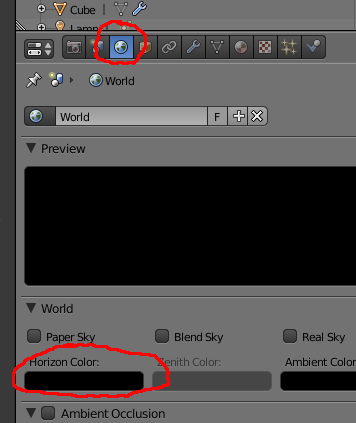 Cube
Lamp
World
World
F
Preview
World
Paper Sky
Blend Sky
Real Sky
Horizon Color:
Zenith Color:
Ambient Color
Ambient Occlusion